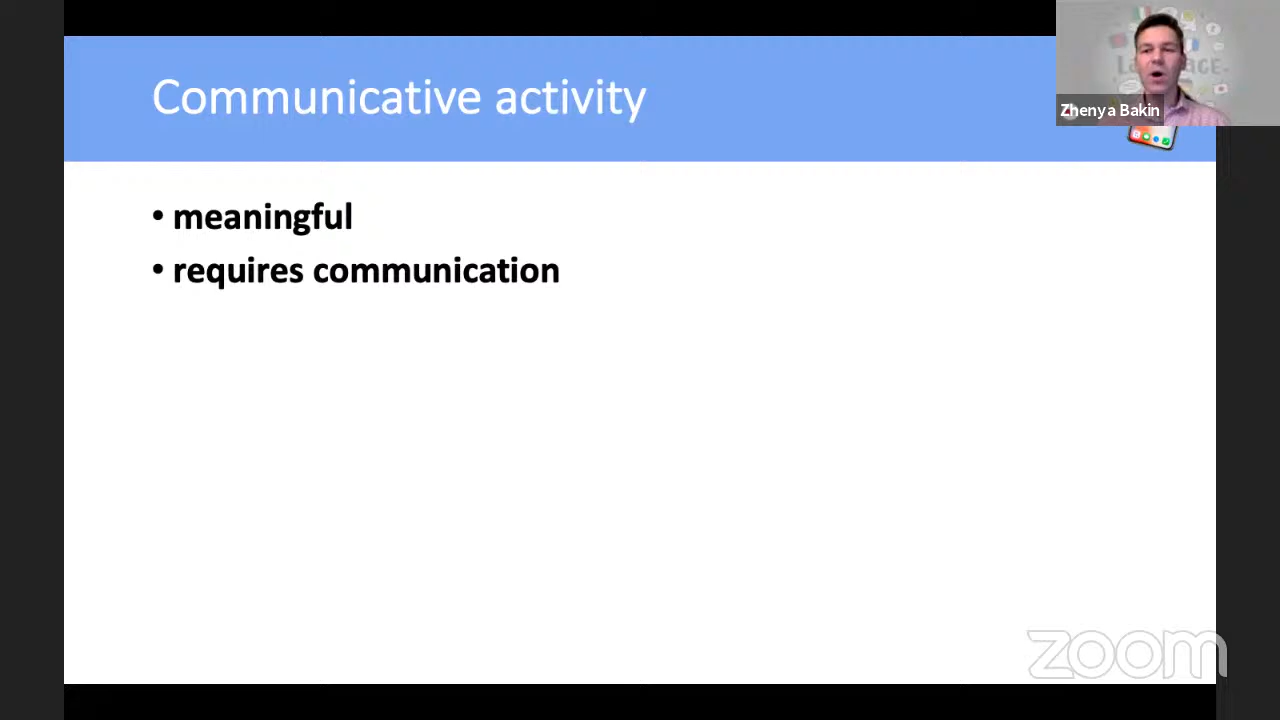 Communicative activity
Zhenya Bakin
• meaningful
• requires communication
zoom